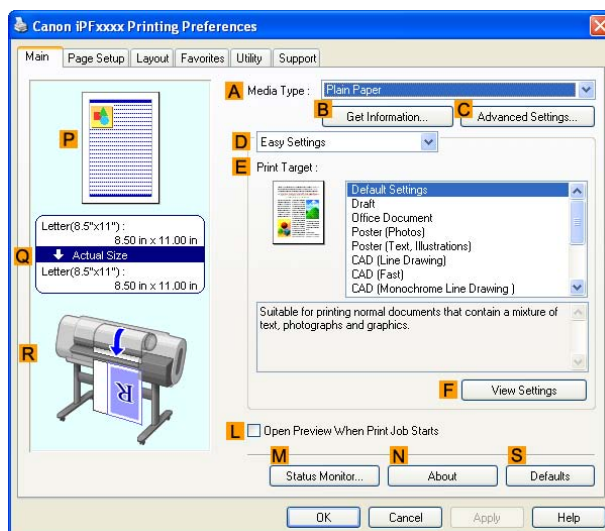 Canon iPFxxxx Printing Preferences
Main Page Setup Layout Favorites Utility Support
A Media Type : Plain Paper
B Get Information... C Advanced Settings...
D Easy Settings
E Print Target :
Default Settings
Draft
Office Document
Poster (Photos)
Poster (Text, Illustrations)
CAD (Line Drawing)
CAD (Fast)
CAD (Monochrome Line Drawing )
Suitable for printing normal documents that contain a mixture of
text, photographs and graphics.
F View Settings
P
Letter(8.5"x11") :
8.50 in x 11.00 in
Q Actual Size
Letter(8.5"x11") :
8.50 in x 11.00 in
R
R
L Open Preview When Print Job Starts
M Status Monitor... N About S Defaults
OK Cancel Apply Help